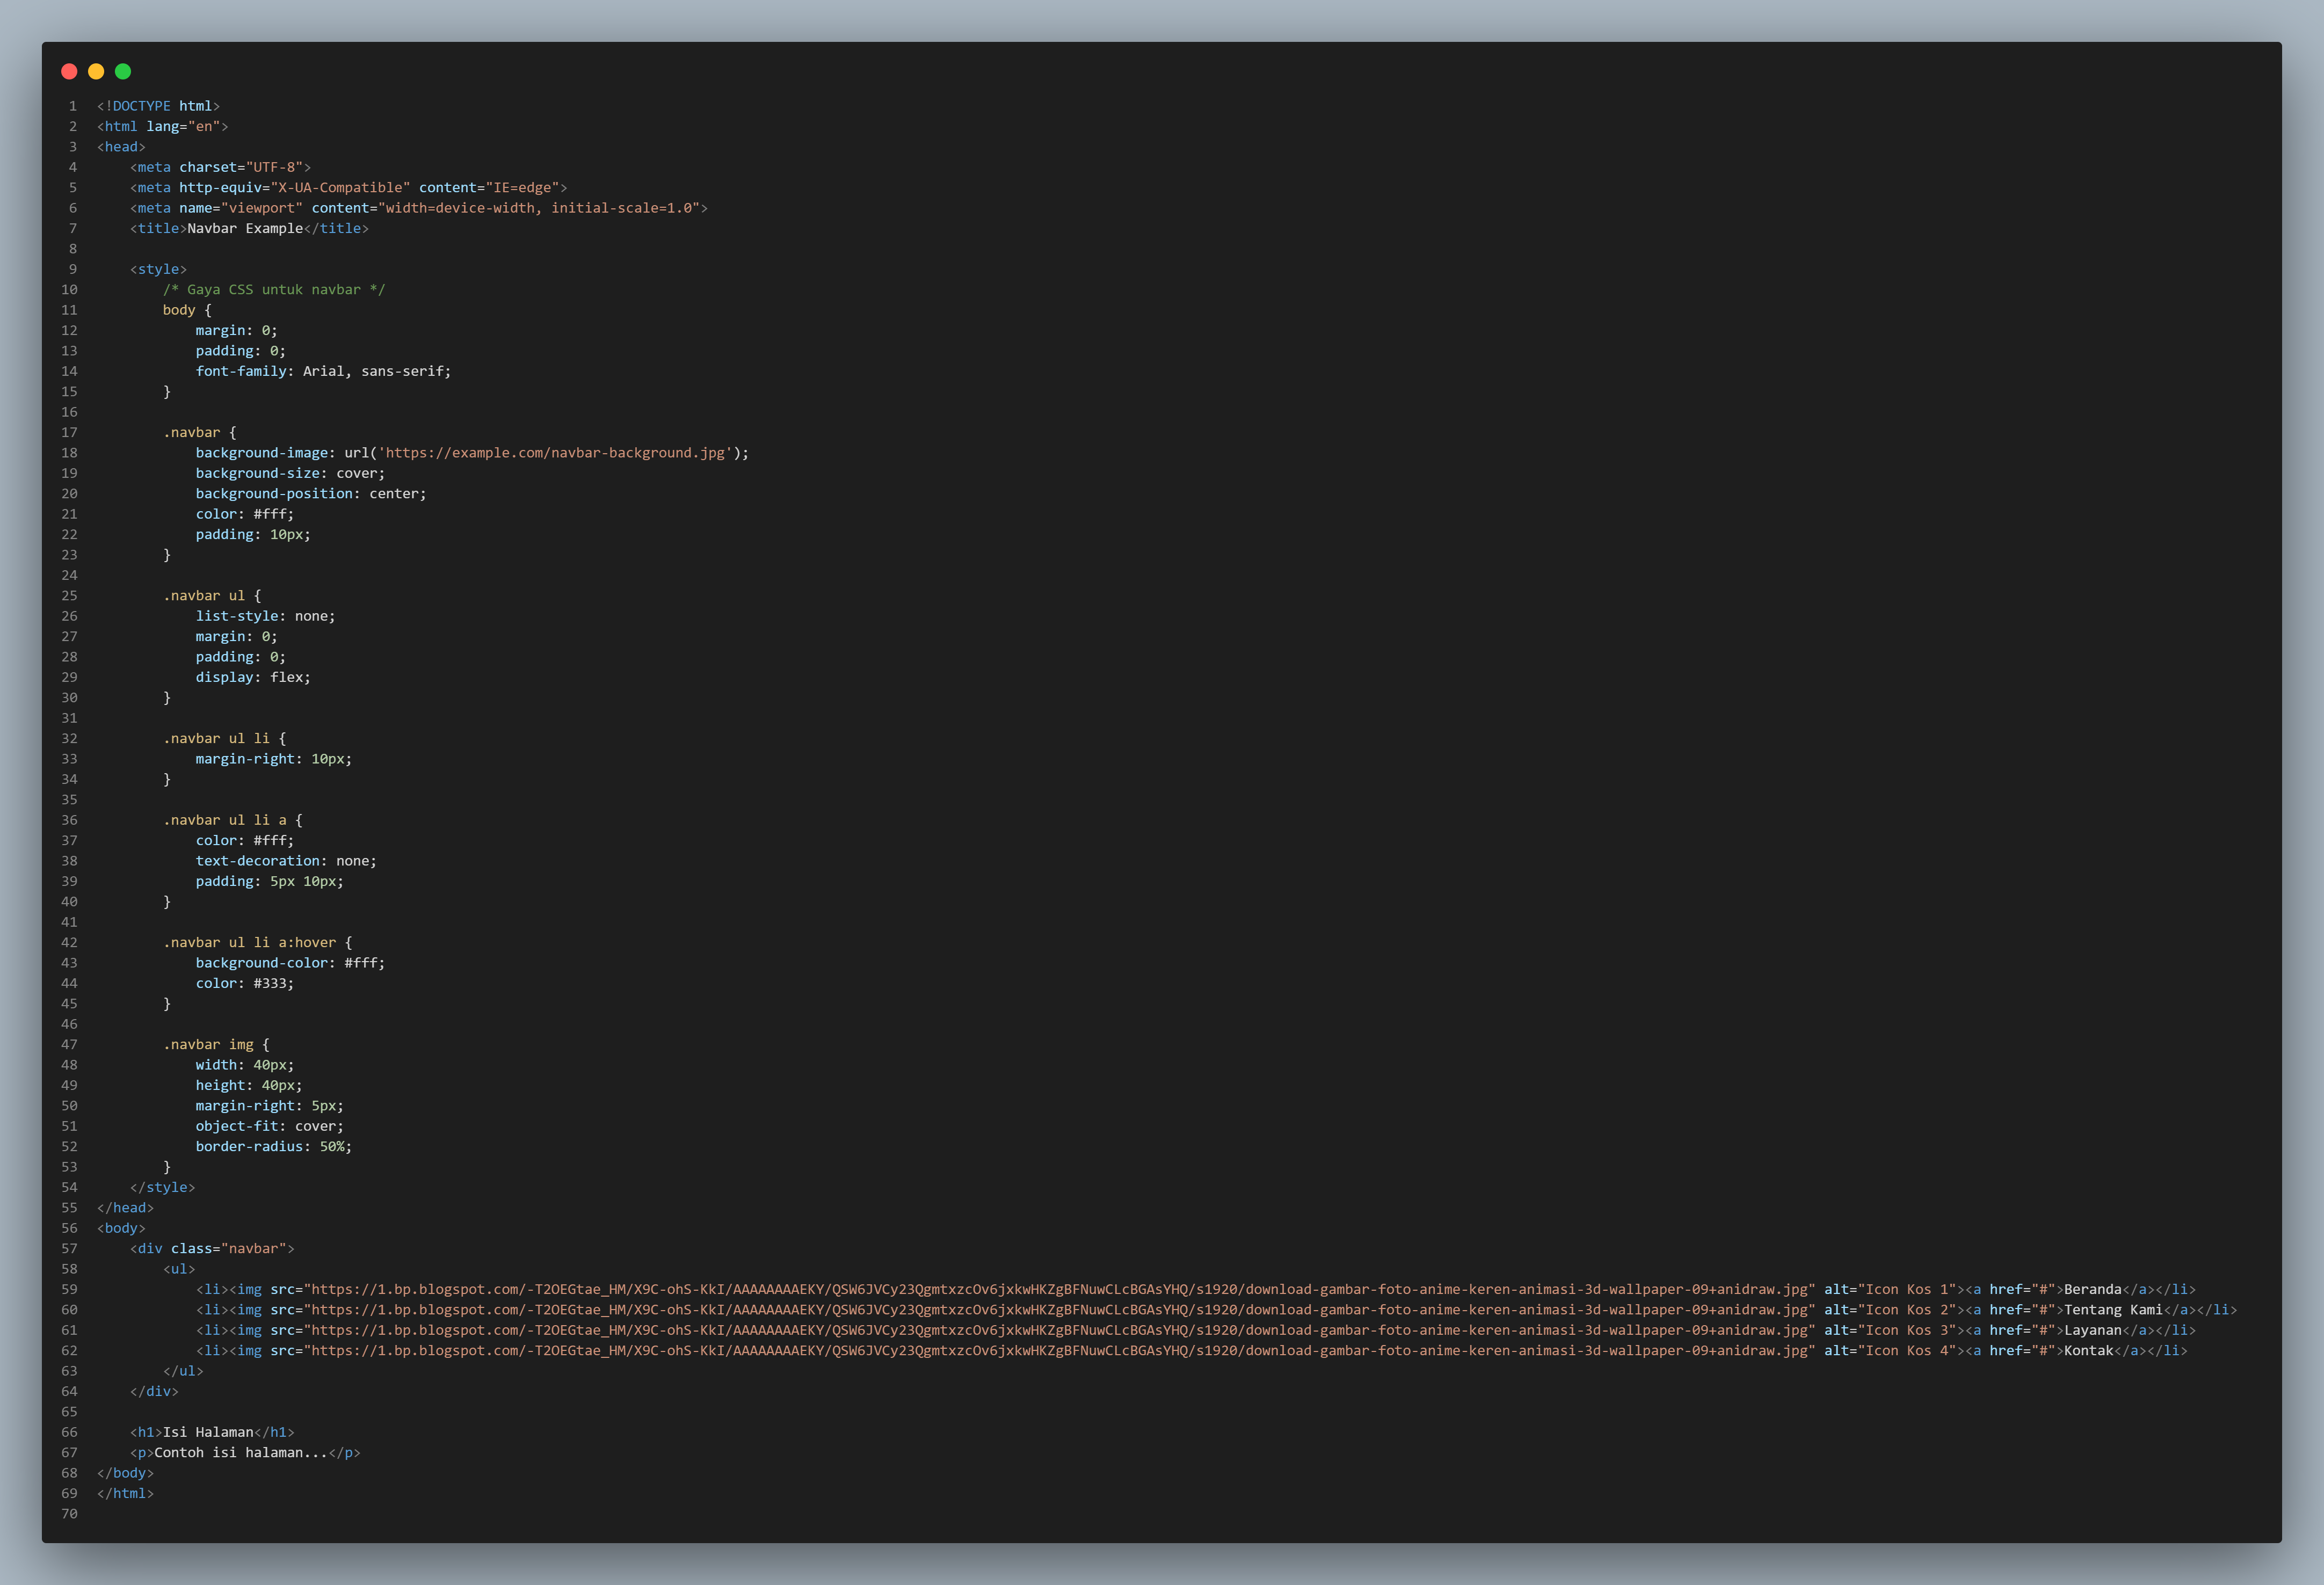 1 <!DOCTYPE html>
2 <html lang="en">
3 <head>
4     <meta charset="UTF-8">
5     <meta http-equiv="X-UA-Compatible" content="IE=edge">
6     <meta name="viewport" content="width=device-width, initial-scale=1.0">
7     <title>Navbar Example</title>
8
9     <style>
10         /* Gaya CSS untuk navbar */
11         body {
12             margin: 0;
13             padding: 0;
14             font-family: Arial, sans-serif;
15         }
16
17         .navbar {
18             background-image: url('https://example.com/navbar-background.jpg');
19             background-size: cover;
20             background-position: center;
21             color: #fff;
22             padding: 10px;
23         }
24
25         .navbar ul {
26             list-style: none;
27             margin: 0;
28             padding: 0;
29             display: flex;
30         }
31
32         .navbar ul li {
33             margin-right: 10px;
34         }
35
36         .navbar ul li a {
37             color: #fff;
38             text-decoration: none;
39             padding: 5px 10px;
40         }
41
42         .navbar ul li a:hover {
43             background-color: #fff;
44             color: #333;
45         }
46
47         .navbar img {
48             width: 40px;
49             height: 40px;
50             margin-right: 5px;
51             object-fit: cover;
52             border-radius: 50%;
53         }
54     </style>
55 </head>
56 <body>
57     <div class="navbar">
58         <ul>
59             <li><img src="https://1.bp.blogspot.com/-T2OEGtae_HM/X9C-ohS-KkI/AAAAAAAAEKY/QSW6JVCy23QgmtxzcOv6jxkwHKZgBFNuwCLcBGAsYHQ/s1920/download-gambar-foto-anime-keren-animasi-3d-wallpaper-09+anidraw.jpg" alt="Icon Kos 1"><a href="#">Beranda</a></li>
60             <li><img src="https://1.bp.blogspot.com/-T2OEGtae_HM/X9C-ohS-KkI/AAAAAAAAEKY/QSW6JVCy23QgmtxzcOv6jxkwHKZgBFNuwCLcBGAsYHQ/s1920/download-gambar-foto-anime-keren-animasi-3d-wallpaper-09+anidraw.jpg" alt="Icon Kos 2"><a href="#">Tentang Kami</a></li>
61             <li><img src="https://1.bp.blogspot.com/-T2OEGtae_HM/X9C-ohS-KkI/AAAAAAAAEKY/QSW6JVCy23QgmtxzcOv6jxkwHKZgBFNuwCLcBGAsYHQ/s1920/download-gambar-foto-anime-keren-animasi-3d-wallpaper-09+anidraw.jpg" alt="Icon Kos 3"><a href="#">Layanan</a></li>
62             <li><img src="https://1.bp.blogspot.com/-T2OEGtae_HM/X9C-ohS-KkI/AAAAAAAAEKY/QSW6JVCy23QgmtxzcOv6jxkwHKZgBFNuwCLcBGAsYHQ/s1920/download-gambar-foto-anime-keren-animasi-3d-wallpaper-09+anidraw.jpg" alt="Icon Kos 4"><a href="#">Kontak</a></li>
63         </ul>
64     </div>
65
66     <h1>Isi Halaman</h1>
67     <p>Contoh isi halaman...</p>
68 </body>
69 </html>
70